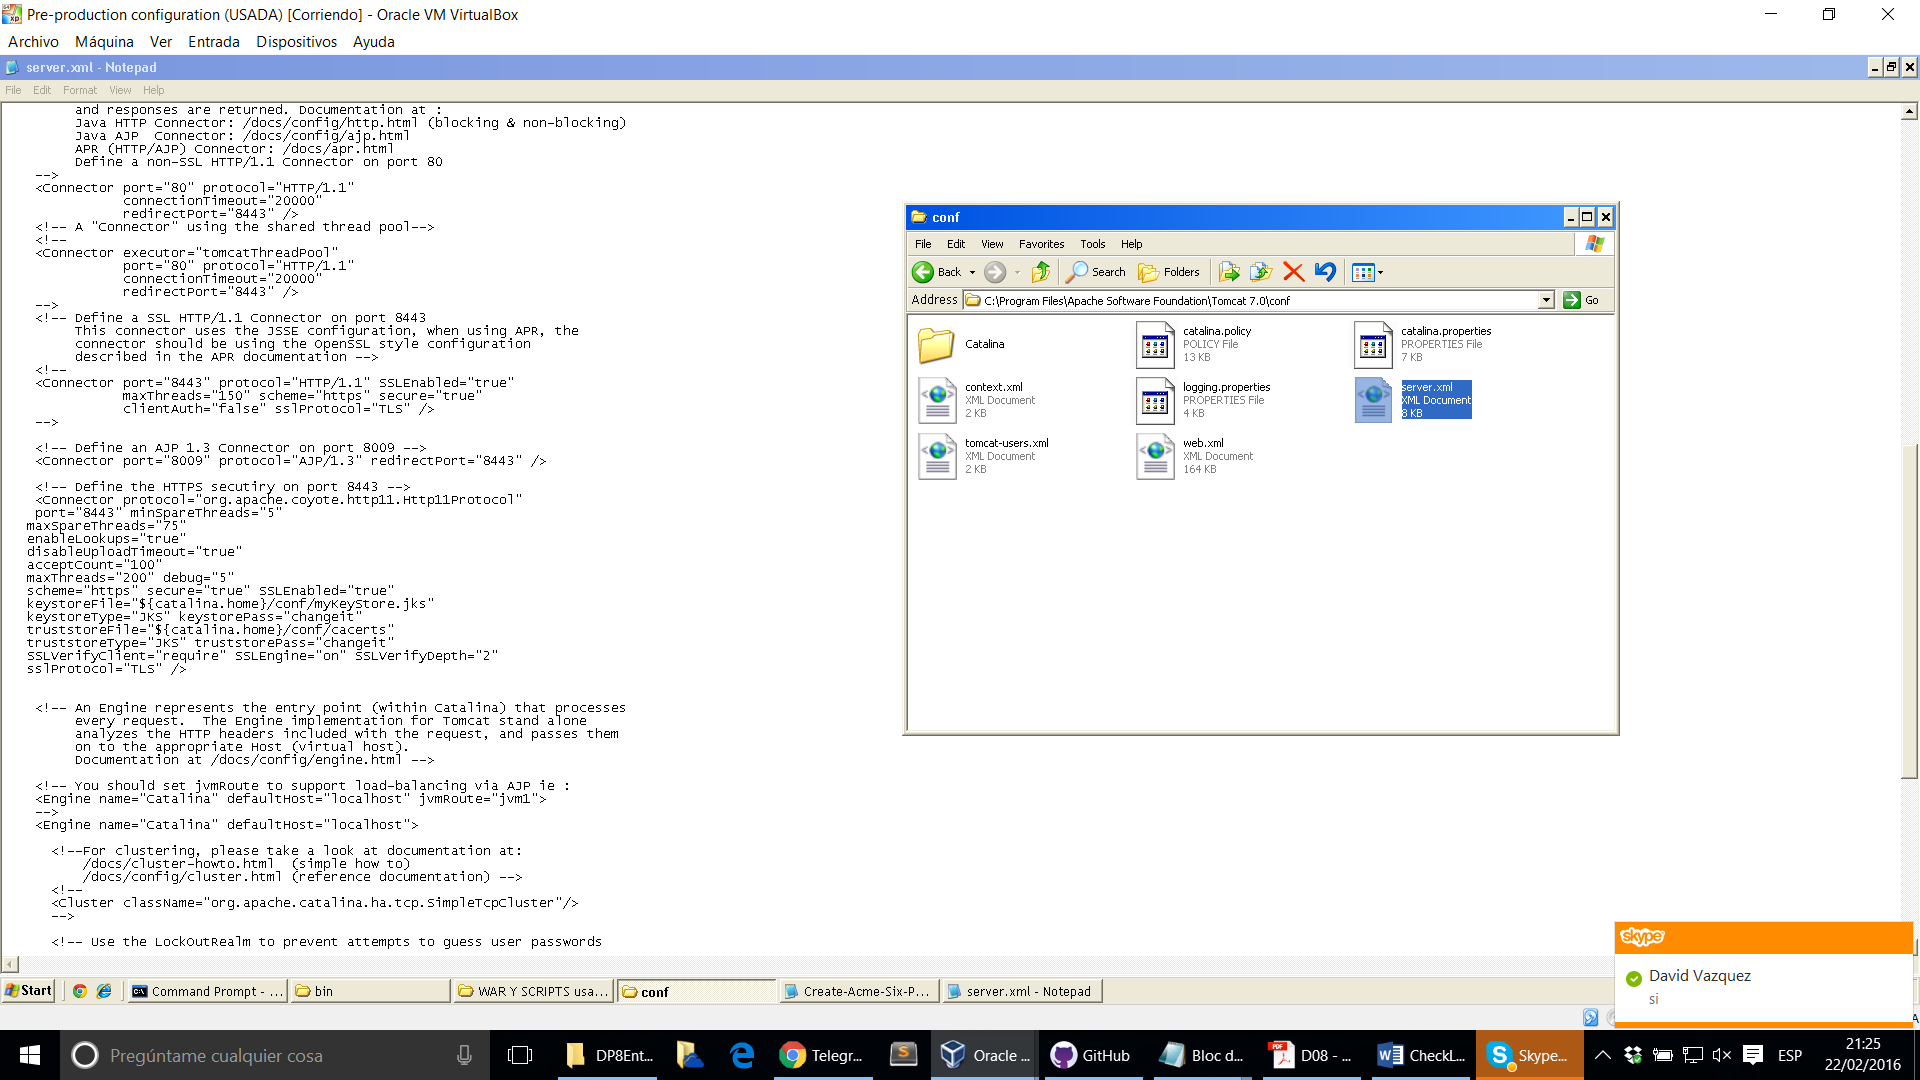 Pre-production configuration (USADA) [Corriendo] - Oracle VM VirtualBox
Archivo Máquina Ver Entrada Dispositivos Ayuda
server.xml - Notepad
File Edit Format View Help
and responses are returned. Documentation at :
Java HTTP Connector: /docs/config/http.html (blocking & non-blocking)
Java AJP  Connector: /docs/config/ajp.html
APR (HTTP/AJP) Connector: /docs/apr.html
Define a non-SSL HTTP/1.1 Connector on port 80
-->
<Connector port="80" protocol="HTTP/1.1"
connectionTimeout="20000"
redirectPort="8443" />
<!-- A "Connector" using the shared thread pool-->
<!--
<Connector executor="tomcatThreadPool"
port="80" protocol="HTTP/1.1"
connectionTimeout="20000"
redirectPort="8443" />
-->
<!-- Define a SSL HTTP/1.1 Connector on port 8443
This connector uses the JSSE configuration, when using APR, the
connector should be using the OpenSSL style configuration
described in the APR documentation -->
<!--
<Connector port="8443" protocol="HTTP/1.1" SSLEnabled="true"
maxThreads="150" scheme="https" secure="true"
clientAuth="false" sslProtocol="TLS" />
-->
<!-- Define an AJP 1.3 Connector on port 8009 -->
<Connector port="8009" protocol="AJP/1.3" redirectPort="8443" />
<!-- Define the HTTPS secutiry on port 8443 -->
<Connector protocol="org.apache.coyote.http11.Http11Protocol"
port="8443" minSpareThreads="5"
maxSpareThreads="75"
enableLookups="true"
disableUploadTimeout="true"
acceptCount="100"
maxThreads="200" debug="5"
scheme="https" secure="true" SSLEnabled="true"
keystoreFile="${catalina.home}/conf/myKeyStore.jks"
keystoreType="JKS" keystorePass="changeit"
truststoreFile="${catalina.home}/conf/cacerts"
truststoreType="JKS" truststorePass="changeit"
SSLVerifyClient="require" SSLEngine="on" SSLVerifyDepth="2"
sslProtocol="TLS" />
<!-- An Engine represents the entry point (within Catalina) that processes
every request.  The Engine implementation for Tomcat stand alone
analyzes the HTTP headers included with the request, and passes them
on to the appropriate Host (virtual host).
Documentation at /docs/config/engine.html -->
<!-- You should set jvmRoute to support load-balancing via AJP ie :
<Engine name="Catalina" defaultHost="localhost" jvmRoute="jvm1">
-->
<Engine name="Catalina" defaultHost="localhost">
<!--For clustering, please take a look at documentation at:
/docs/cluster-howto.html  (simple how to)
/docs/config/cluster.html (reference documentation) -->
<!--
<Cluster className="org.apache.catalina.ha.tcp.SimpleTcpCluster"/>
-->
<!-- Use the LockOutRealm to prevent attempts to guess user passwords
conf
File Edit View Favorites Tools Help
Back Search Folders
Address C:\Program Files\Apache Software Foundation\Tomcat 7.0\conf Go
Catalina
catalina.policy
POLICY File
13 KB
catalina.properties
PROPERTIES File
7 KB
context.xml
XML Document
2 KB
logging.properties
PROPERTIES File
4 KB
server.xml
XML Document
8 KB
tomcat-users.xml
XML Document
2 KB
web.xml
XML Document
164 KB
skype
David Vazquez
si
Start Command Prompt - ... bin WAR Y SCRIPTS usa... conf Create-Acme-Six-P... server.xml - Notepad
Pregúntame cualquier cosa
DP8Ent... Telegr... Oracle ... GitHub Bloc d... D08 - ... CheckL... Skype... ESP
21:25
22/02/2016